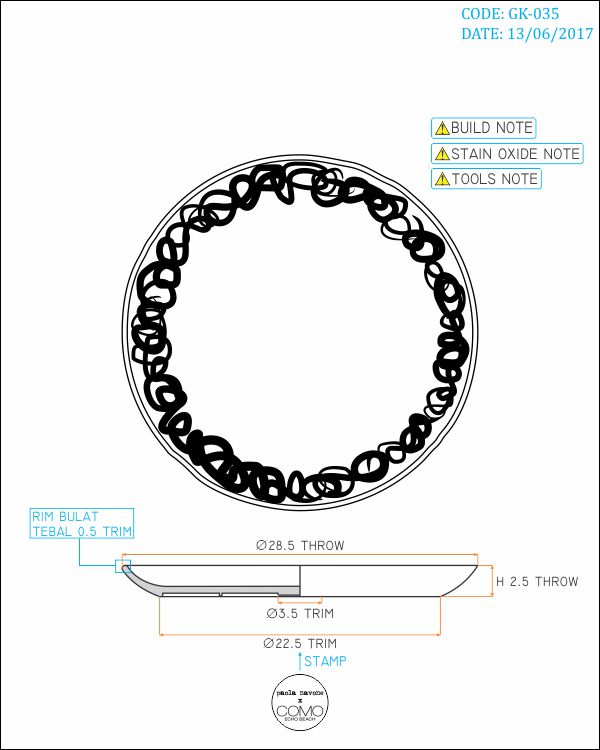 CODE: GK-035
DATE: 13/06/2017
BUILD NOTE
STAIN OXIDE NOTE
TOOLS NOTE
RIM BULAT
TEBAL 0.5 TRIM
Ø28.5 THROW
H 2.5 THROW
Ø3.5 TRIM
Ø22.5 TRIM
STAMP
paola navone
x
COMO
ECHO BEACH